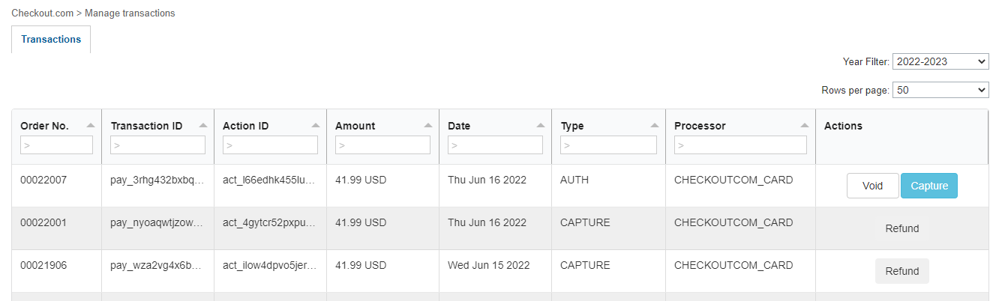 Checkout.com > Manage transactions
Transactions
Year Filter: 2022-2023
Rows per page: 50
Order No. Transaction ID Action ID Amount Date Type Processor Actions
> > > > > > >
00022007 pay_3rhg432bxbq... act_l66edhk455lu... 41.99 USD Thu Jun 16 2022 AUTH CHECKOUTCOM_CARD Void Capture
00022001 pay_nyoaqwtjzow... act_4gytcr52pxpu... 41.99 USD Thu Jun 16 2022 CAPTURE CHECKOUTCOM_CARD Refund
00021906 pay_wza2vg4x6b... act_ilow4dpvo5jer... 41.99 USD Wed Jun 15 2022 CAPTURE CHECKOUTCOM_CARD Refund